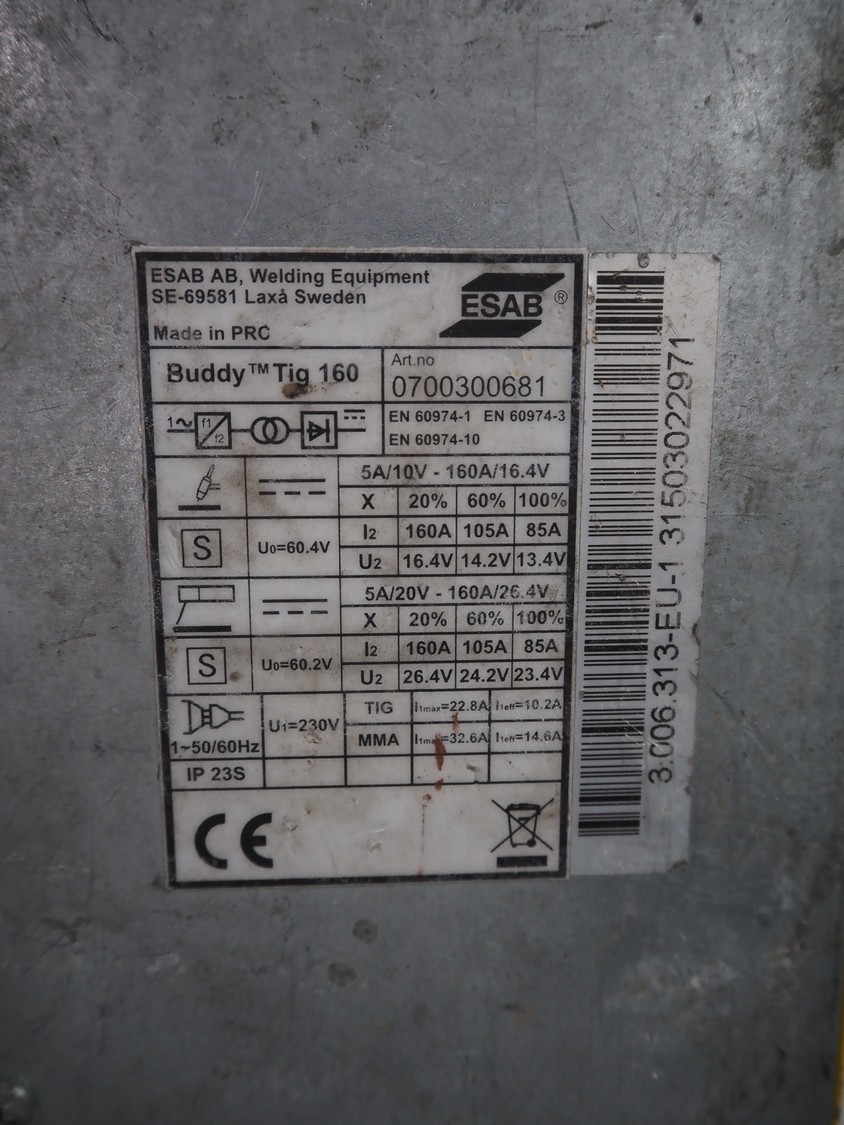 ESAB AB, Welding Equipment
SE-69581 Laxå Sweden
Made in PRC
ESAB ®
Buddy™ Tig 160
Art.no
0700300681
1~ f1 f2
EN 60974-1 EN 60974-3
EN 60974-10
5A/10V - 160A/16.4V
X 20% 60% 100%
S U0=60.4V
I2 160A 105A 85A
U2 16.4V 14.2V 13.4V
5A/20V - 160A/26.4V
X 20% 60% 100%
S U0=60.2V
I2 160A 105A 85A
U2 26.4V 24.2V 23.4V
1~50/60Hz
U1=230V
TIG I1max=22.8A I1eff=10.2A
MMA I1max=32.6A I1eff=14.6A
IP 23S
CE
3.006.313-EU-1 31503022971